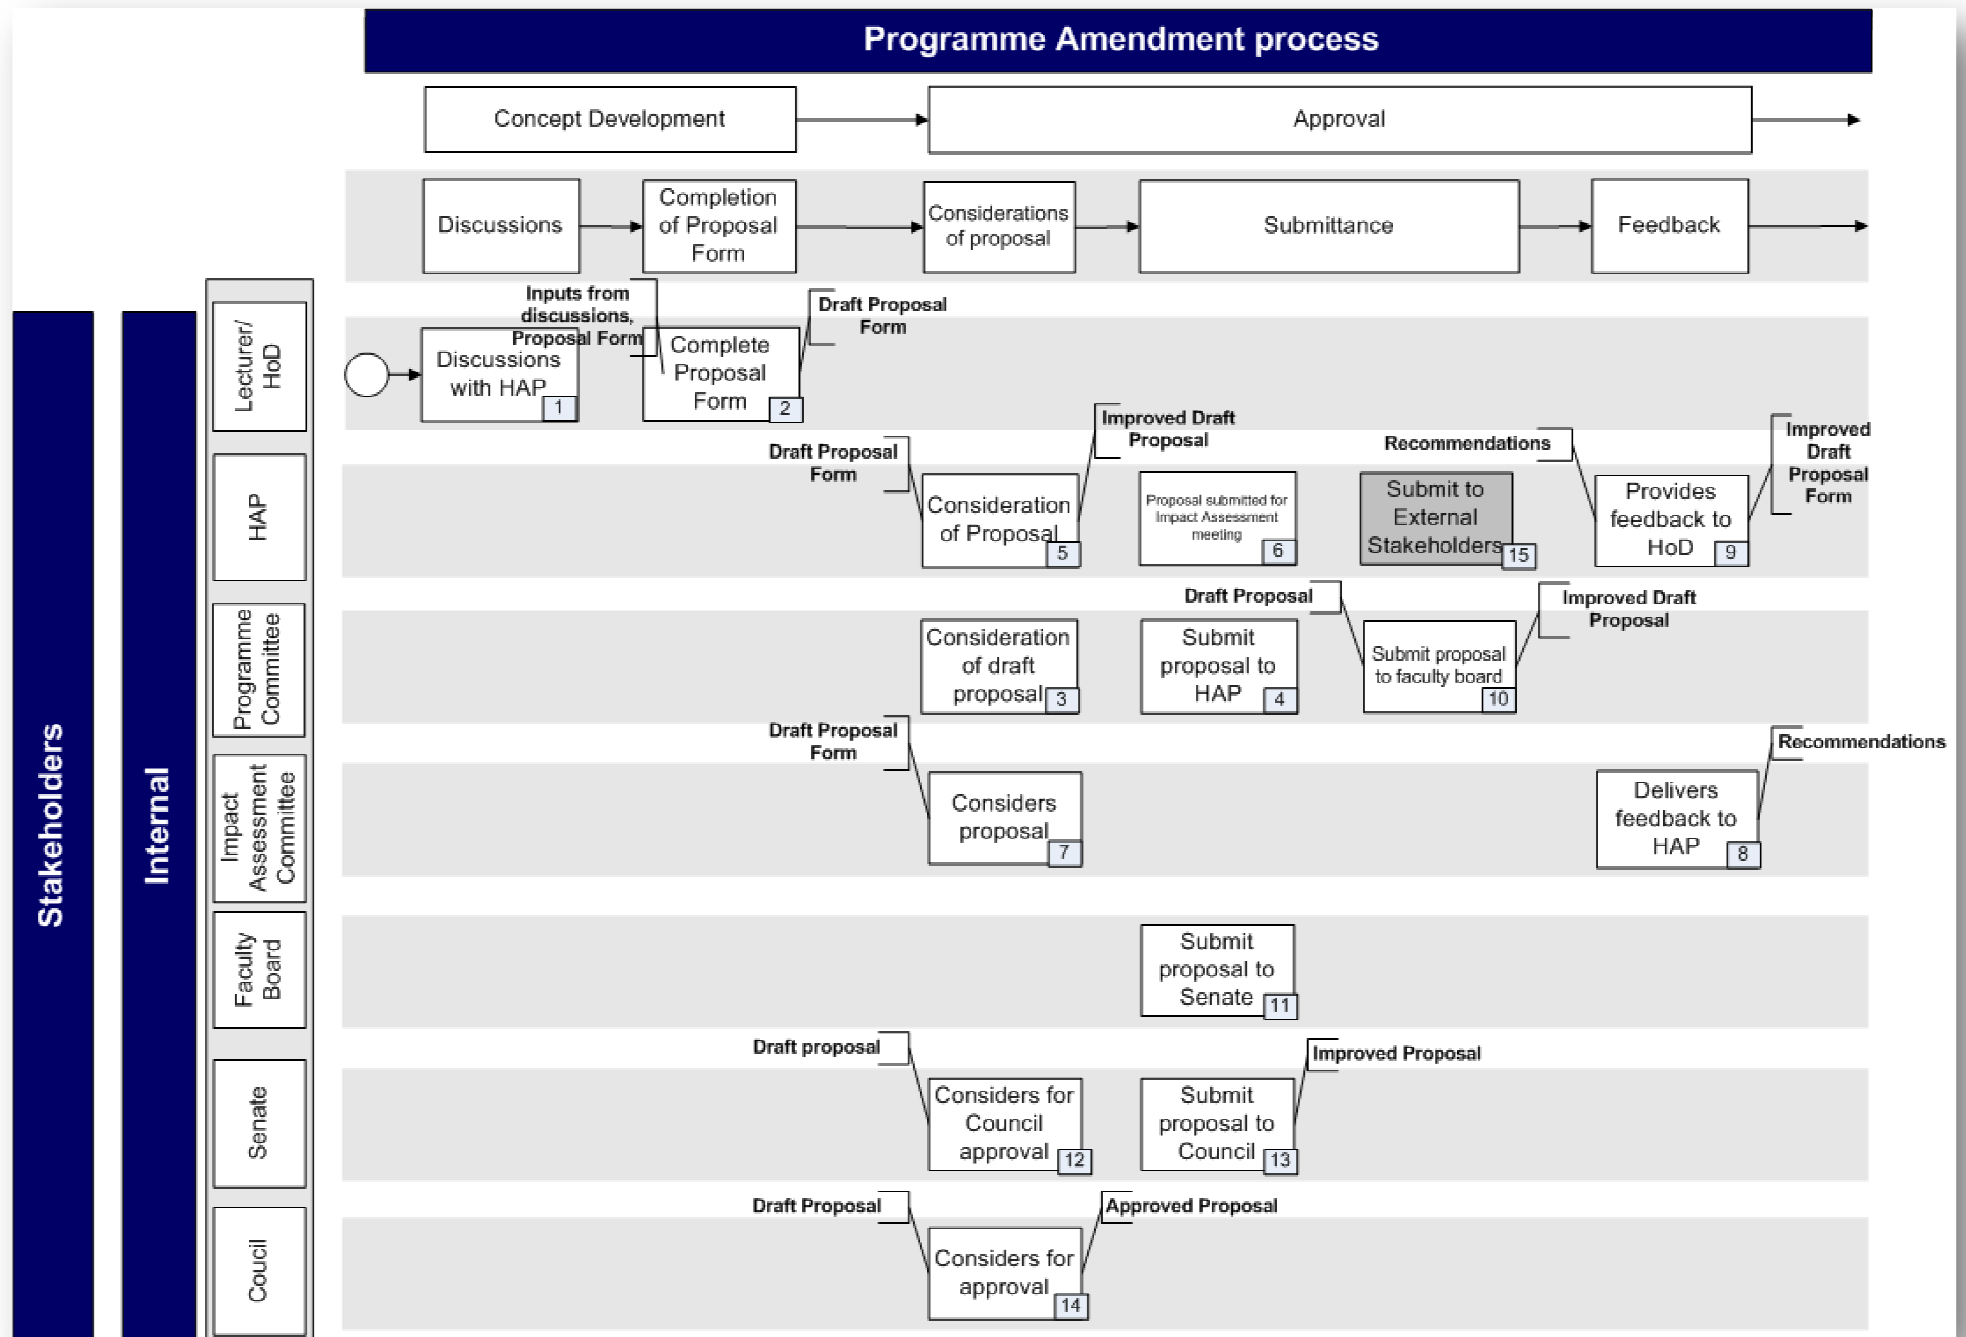 Programme Amendment process
Concept Development
Approval
Discussions
Completion
of Proposal
Form
Considerations
of proposal
Submittance
Feedback
Stakeholders
Internal
Lecturer/
HoD
Inputs from
discussions,
Proposal Form
Discussions
with HAP
1
Complete
Proposal
Form
2
Draft Proposal
Form
HAP
Draft Proposal
Form
Consideration
of Proposal
5
Improved Draft
Proposal
Proposal submitted for
Impact Assessment
meeting
6
Submit to
External
Stakeholders
15
Recommendations
Provides
feedback to
HoD
9
Improved
Draft
Proposal
Form
Programme
Committee
Consideration
of draft
proposal
3
Submit
proposal to
HAP
4
Draft Proposal
Submit proposal
to faculty board
10
Improved Draft
Proposal
Impact
Assessment
Committee
Draft Proposal
Form
Considers
proposal
7
Delivers
feedback to
HAP
8
Recommendations
Faculty
Board
Submit
proposal to
Senate
11
Senate
Draft proposal
Considers for
Council
approval
12
Submit
proposal to
Council
13
Improved Proposal
Coucil
Draft Proposal
Considers for
approval
14
Approved Proposal